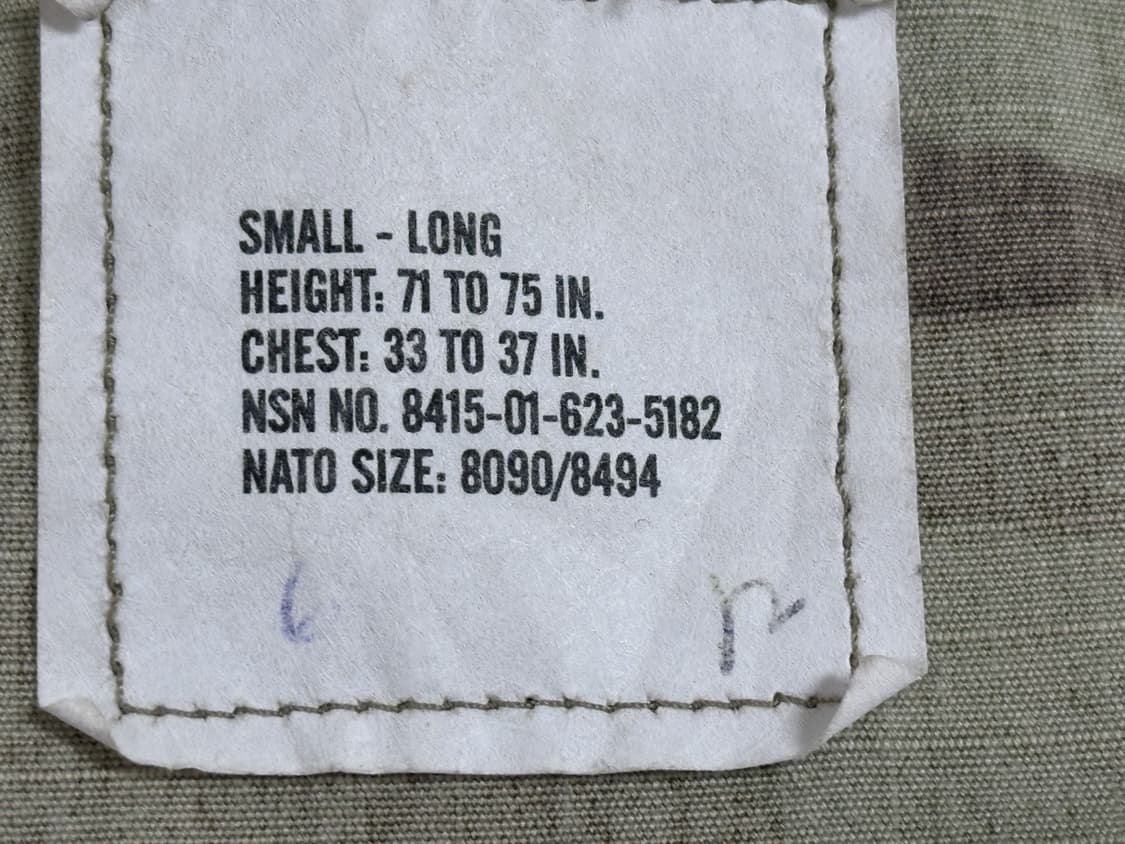 SMALL - LONG
HEIGHT: 71 TO 75 IN.
CHEST: 33 TO 37 IN.
NSN NO. 8415-01-623-5182
NATO SIZE: 8090/8494